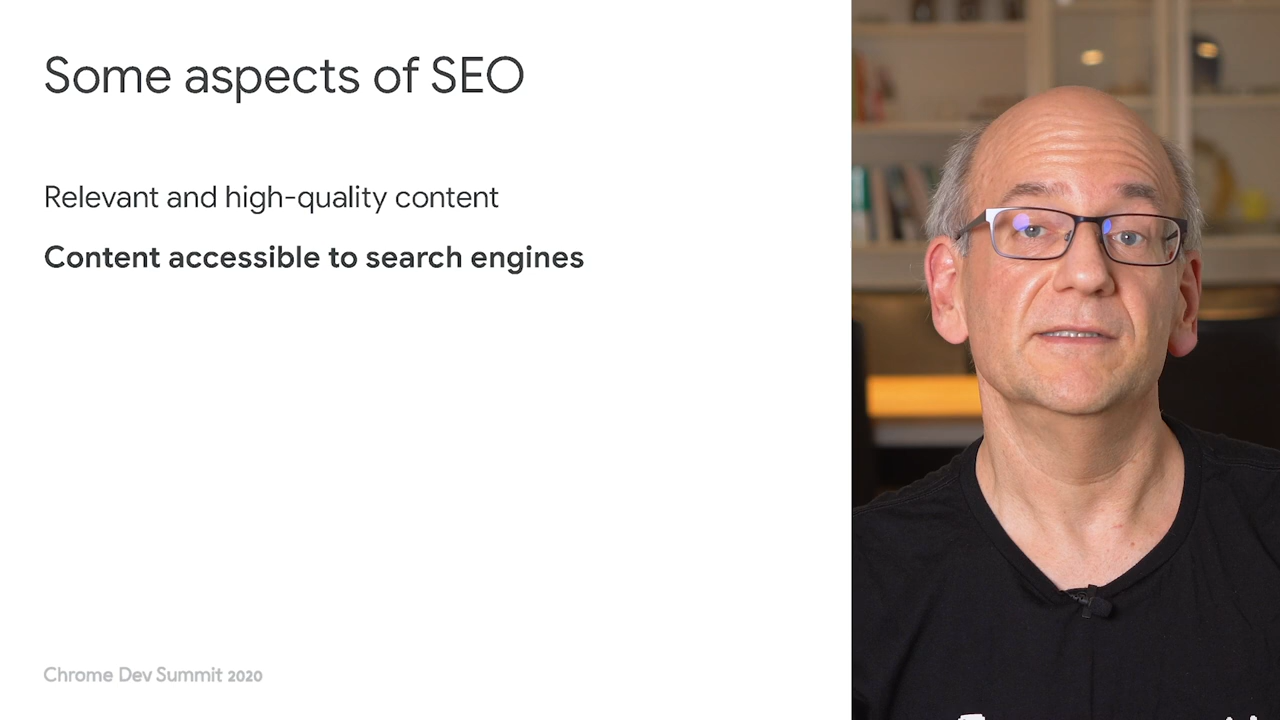 Some aspects of SEO
Relevant and high-quality content
Content accessible to search engines
Chrome Dev Summit 2020